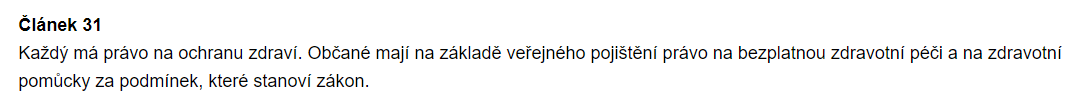 Článek 31
Každý má právo na ochranu zdraví. Občané mají na základě veřejného pojištění právo na bezplatnou zdravotní péči a na zdravotní
pomůcky za podmínek, které stanoví zákon.